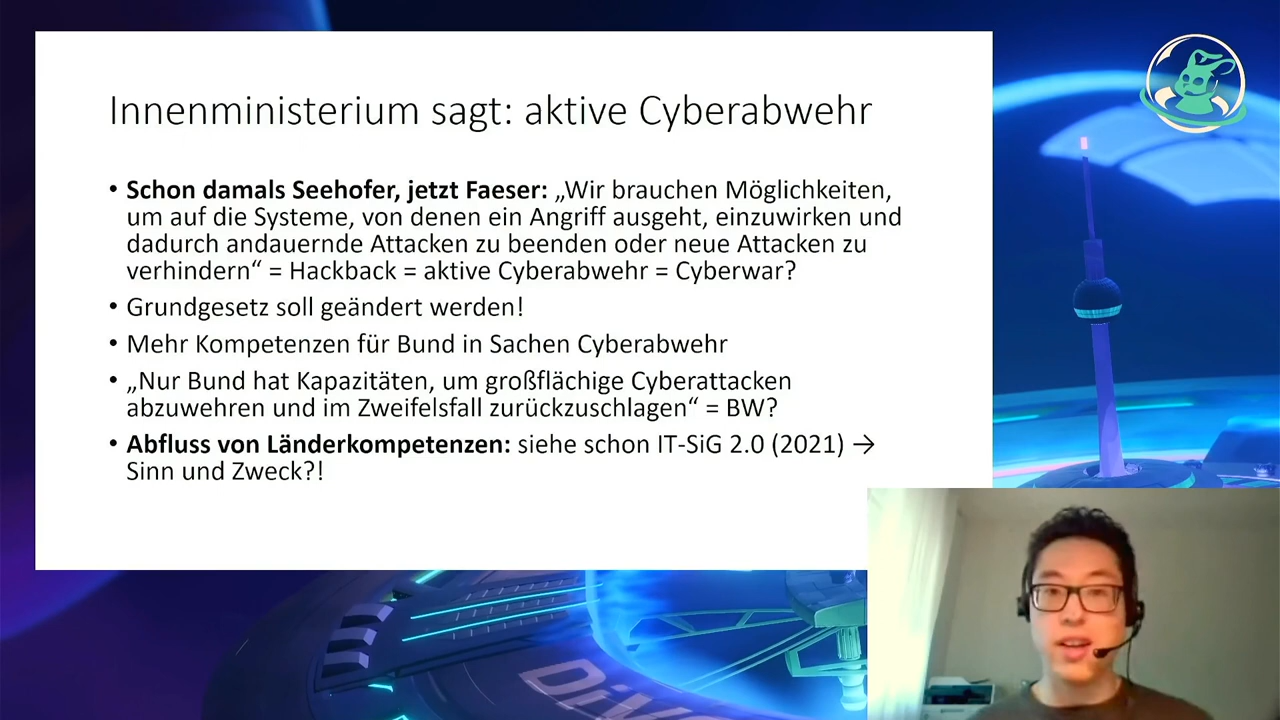 Innenministerium sagt: aktive Cyberabwehr
• Schon damals Seehofer, jetzt Faeser: „Wir brauchen Möglichkeiten,
um auf die Systeme, von denen ein Angriff ausgeht, einzuwirken und
dadurch andauernde Attacken zu beenden oder neue Attacken zu
verhindern“ = Hackback = aktive Cyberabwehr = Cyberwar?
• Grundgesetz soll geändert werden!
• Mehr Kompetenzen für Bund in Sachen Cyberabwehr
• „Nur Bund hat Kapazitäten, um großflächige Cyberattacken
abzuwehren und im Zweifelsfall zurückzuschlagen“ = BW?
• Abfluss von Länderkompetenzen: siehe schon IT-SiG 2.0 (2021) →
Sinn und Zweck?!